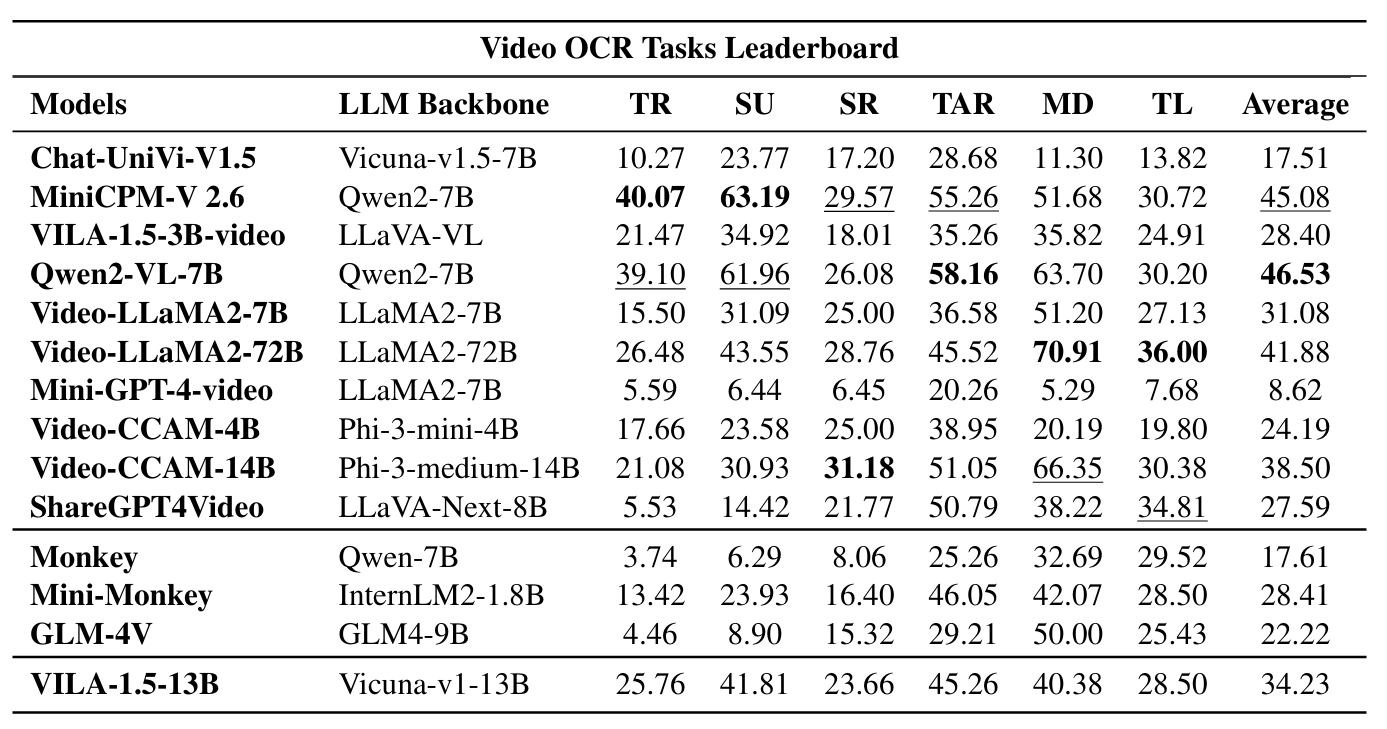 Video OCR Tasks Leaderboard
Models LLM Backbone TR SU SR TAR MD TL Average
Chat-UniVi-V1.5 Vicuna-v1.5-7B 10.27 23.77 17.20 28.68 11.30 13.82 17.51
MiniCPM-V 2.6 Qwen2-7B 40.07 63.19 29.57 55.26 51.68 30.72 45.08
VILA-1.5-3B-video LLaVA-VL 21.47 34.92 18.01 35.26 35.82 24.91 28.40
Qwen2-VL-7B Qwen2-7B 39.10 61.96 26.08 58.16 63.70 30.20 46.53
Video-LLaMA2-7B LLaMA2-7B 15.50 31.09 25.00 36.58 51.20 27.13 31.08
Video-LLaMA2-72B LLaMA2-72B 26.48 43.55 28.76 45.52 70.91 36.00 41.88
Mini-GPT-4-video LLaMA2-7B 5.59 6.44 6.45 20.26 5.29 7.68 8.62
Video-CCAM-4B Phi-3-mini-4B 17.66 23.58 25.00 38.95 20.19 19.80 24.19
Video-CCAM-14B Phi-3-medium-14B 21.08 30.93 31.18 51.05 66.35 30.38 38.50
ShareGPT4Video LLaVA-Next-8B 5.53 14.42 21.77 50.79 38.22 34.81 27.59
Monkey Qwen-7B 3.74 6.29 8.06 25.26 32.69 29.52 17.61
Mini-Monkey InternLM2-1.8B 13.42 23.93 16.40 46.05 42.07 28.50 28.41
GLM-4V GLM4-9B 4.46 8.90 15.32 29.21 50.00 25.43 22.22
VILA-1.5-13B Vicuna-v1-13B 25.76 41.81 23.66 45.26 40.38 28.50 34.23